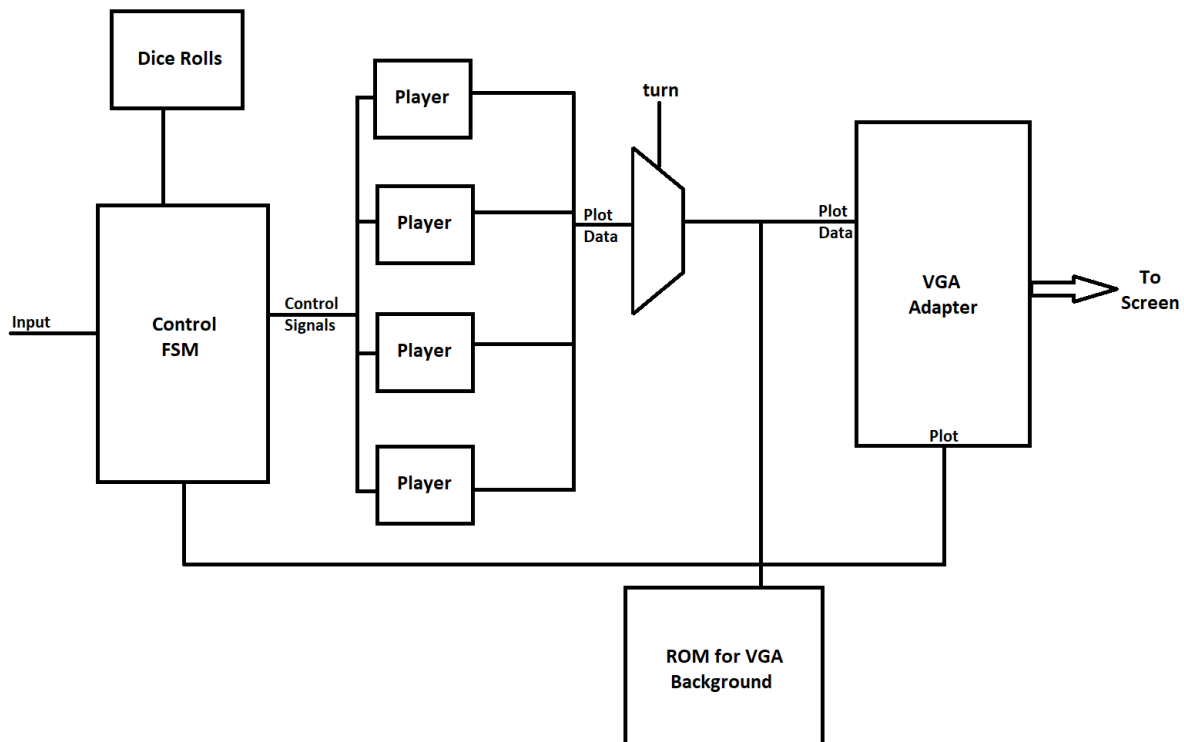 Dice Rolls
Player
turn
Player
Plot
Data
Plot
Data
VGA
Adapter
To
Screen
Control
Signals
Input
Control
FSM
Player
Plot
Player
ROM for VGA
Background